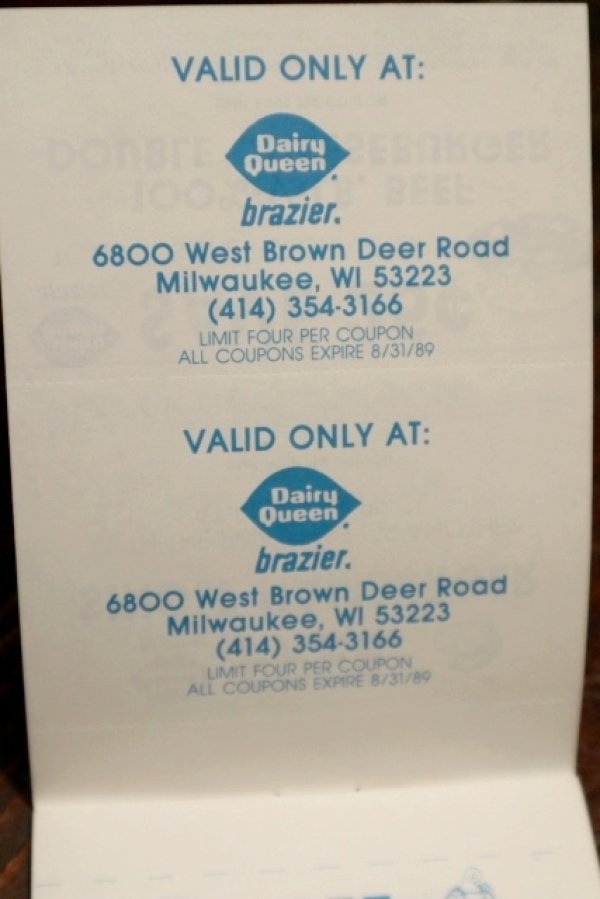 VALID ONLY AT:
Dairy
Queen
brazier.
6800 West Brown Deer Road
Milwaukee, WI 53223
(414) 354-3166
LIMIT FOUR PER COUPON
ALL COUPONS EXPIRE 8/31/89
VALID ONLY AT:
Dairy
Queen
brazier.
6800 West Brown Deer Road
Milwaukee, WI 53223
(414) 354-3166
LIMIT FOUR PER COUPON
ALL COUPONS EXPIRE 8/31/89